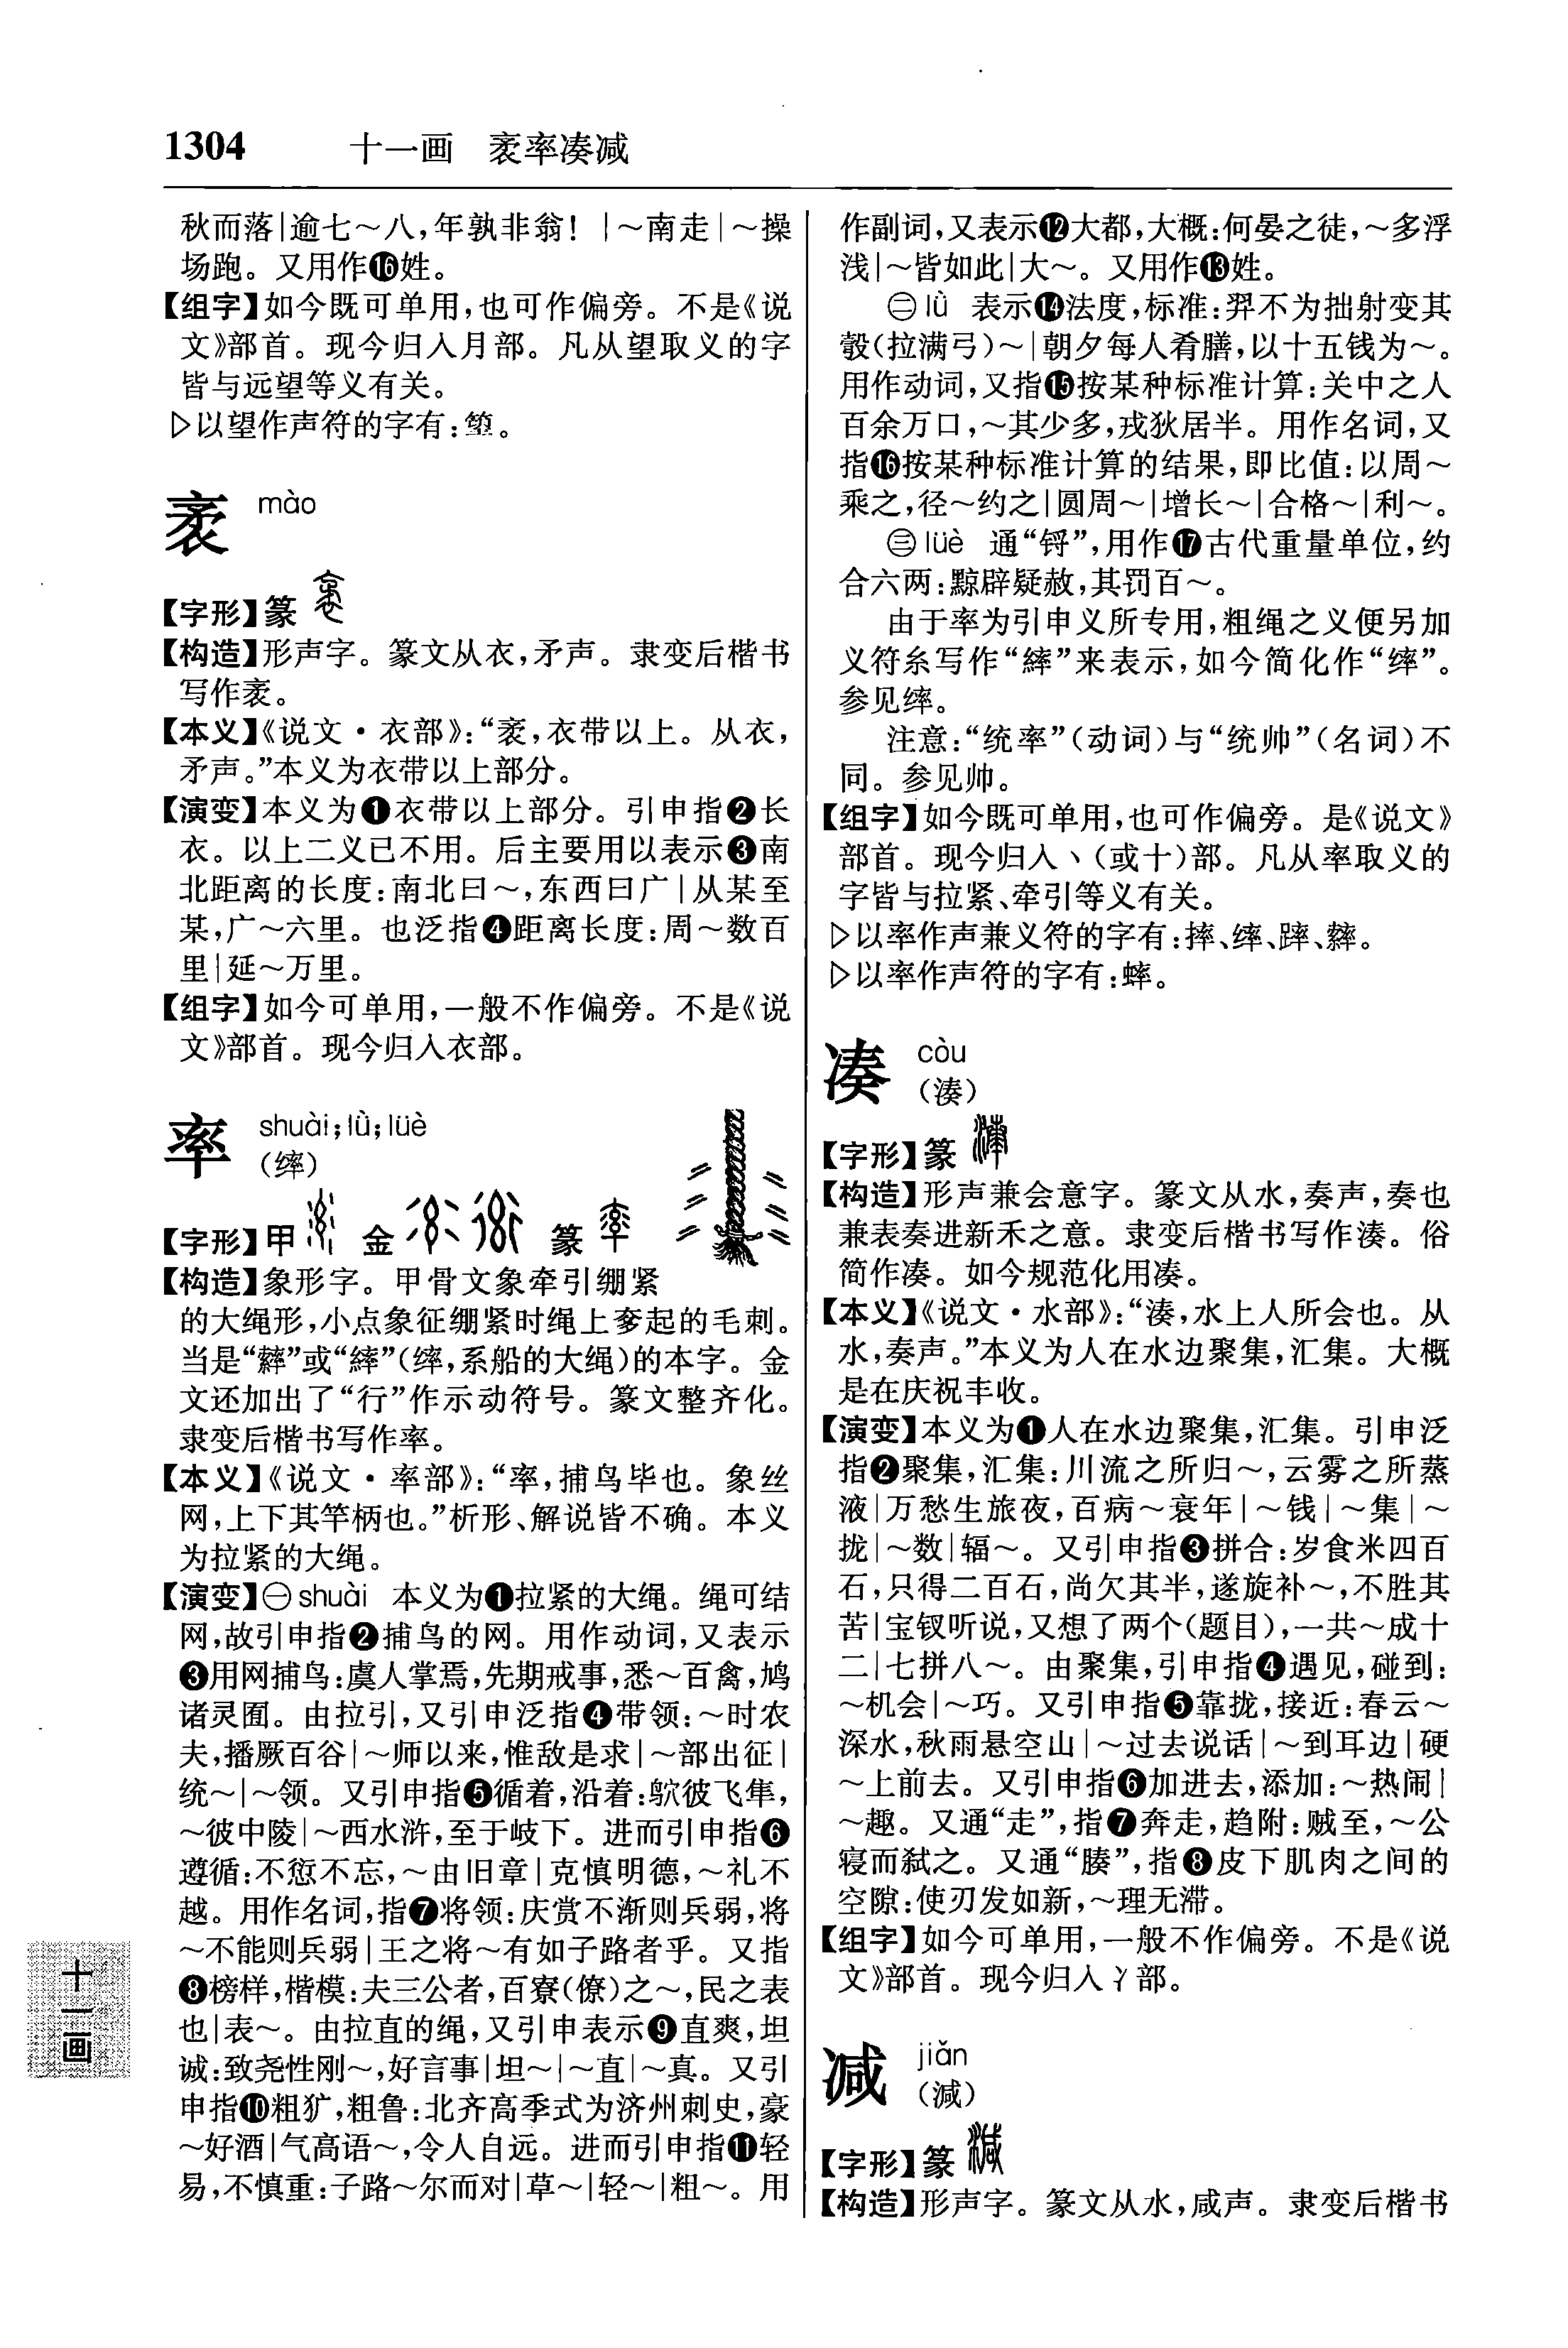 1304 十一画 袤率凑减
秋而落|逾七～八,年孰非翁! |～南走|～操
场跑。又用作⓰姓。
【组字】如今既可单用,也可作偏旁。不是《说
文》部首。现今归入月部。凡从望取义的字
皆与远望等义有关。
▷以望作声符的字有:
袤 mào
【字形】篆
【构造】形声字。篆文从衣,矛声。隶变后楷书
写作袤。
【本义】《说文·衣部》:“袤,衣带以上。从衣,
矛声。”本义为衣带以上部分。
【演变】本义为❶衣带以上部分。引申指❷长
衣。以上二义已不用。后主要用以表示❸南
北距离的长度:南北曰～,东西曰广|从某至
某,广～六里。也泛指❹距离长度:周～数百
里|延～万里。
【组字】如今可单用,一般不作偏旁。不是《说
文》部首。现今归入衣部。
率 shuài;lǜ;lüè
(繂)
【字形】甲 金 篆
【构造】象形字。甲骨文象牵引绷紧
的大绳形,小点象征绷紧时绳上奓起的毛刺。
当是“䌈”或“繂”(繂,系船的大绳)的本字。金
文还加出了“行”作示动符号。篆文整齐化。
隶变后楷书写作率。
【本义】《说文·率部》:“率,捕鸟毕也。象丝
网,上下其竿柄也。”析形、解说皆不确。本义
为拉紧的大绳。
【演变】㊀shuài 本义为❶拉紧的大绳。绳可结
网,故引申指❷捕鸟的网。用作动词,又表示
❸用网捕鸟:虞人掌焉,先期戒事,悉～百禽,鸠
诸灵囿。由拉引,又引申泛指❹带领:～时农
夫,播厥百谷|～师以来,惟敌是求|～部出征|
统～|～领。又引申指❺循着,沿着:鴥彼飞隼,
～彼中陵|～西水浒,至于岐下。进而引申指❻
遵循:不愆不忘,～由旧章|克慎明德,～礼不
越。用作名词,指❼将领:庆赏不渐则兵弱,将
～不能则兵弱|王之将～有如子路者乎。又指
❽榜样,楷模:夫三公者,百寮(僚)之～,民之表
也|表～。由拉直的绳,又引申表示❾直爽,坦
诚:致尧性刚～,好言事|坦～|～直|～真。又引
申指❿粗犷,粗鲁:北齐高季式为济州刺史,豪
～好酒|气高语～,令人自远。进而引申指⓫轻
易,不慎重:子路～尔而对|草～|轻～|粗～。用
作副词,又表示⓬大都,大概:何晏之徒,～多浮
浅|～皆如此|大～。又用作⓭姓。
㊁lǜ 表示⓮法度,标准:羿不为拙射变其
彀(拉满弓)～|朝夕每人肴膳,以十五钱为～。
用作动词,又指⓯按某种标准计算:关中之人
百余万口,～其少多,戎狄居半。用作名词,又
指⓰按某种标准计算的结果,即比值:以周～
乘之,径～约之|圆周～|增长～|合格～|利～。
㊂lüè 通“锊”,用作⓱古代重量单位,约
合六两:黥辟疑赦,其罚百～。
由于率为引申义所专用,粗绳之义便另加
义符糸写作“繂”来表示,如今简化作“繂”。
参见繂。
注意:“统率”(动词)与“统帅”(名词)不
同。参见帅。
【组字】如今既可单用,也可作偏旁。是《说文》
部首。现今归入丶(或十)部。凡从率取义的
字皆与拉紧、牵引等义有关。
▷以率作声兼义符的字有:摔、繂、蹿、䌈。
▷以率作声符的字有:蟀。
凑 còu
(湊)
【字形】篆
【构造】形声兼会意字。篆文从水,奏声,奏也
兼表奏进新禾之意。隶变后楷书写作湊。俗
简作凑。如今规范化用凑。
【本义】《说文·水部》:“湊,水上人所会也。从
水,奏声。”本义为人在水边聚集,汇集。大概
是在庆祝丰收。
【演变】本义为❶人在水边聚集,汇集。引申泛
指❷聚集,汇集:川流之所归～,云雾之所蒸
液|万愁生旅夜,百病～衰年|～钱|～集|～
拢|～数|辐～。又引申指❸拼合:岁食米四百
石,只得二百石,尚欠其半,遂旋补～,不胜其
苦|宝钗听说,又想了两个(题目),一共～成十
二|七拼八～。由聚集,引申指❹遇见,碰到:
～机会|～巧。又引申指❺靠拢,接近:春云～
深水,秋雨悬空山|～过去说话|～到耳边|硬
～上前去。又引申指❻加进去,添加:～热闹|
～趣。又通“走”,指❼奔走,趋附:贼至,～公
寝而弑之。又通“腠”,指❽皮下肌肉之间的
空隙:使刃发如新,～理无滞。
【组字】如今可单用,一般不作偏旁。不是《说
文》部首。现今归入冫部。
减 jiǎn
(減)
【字形】篆
【构造】形声字。篆文从水,咸声。隶变后楷书
十一画